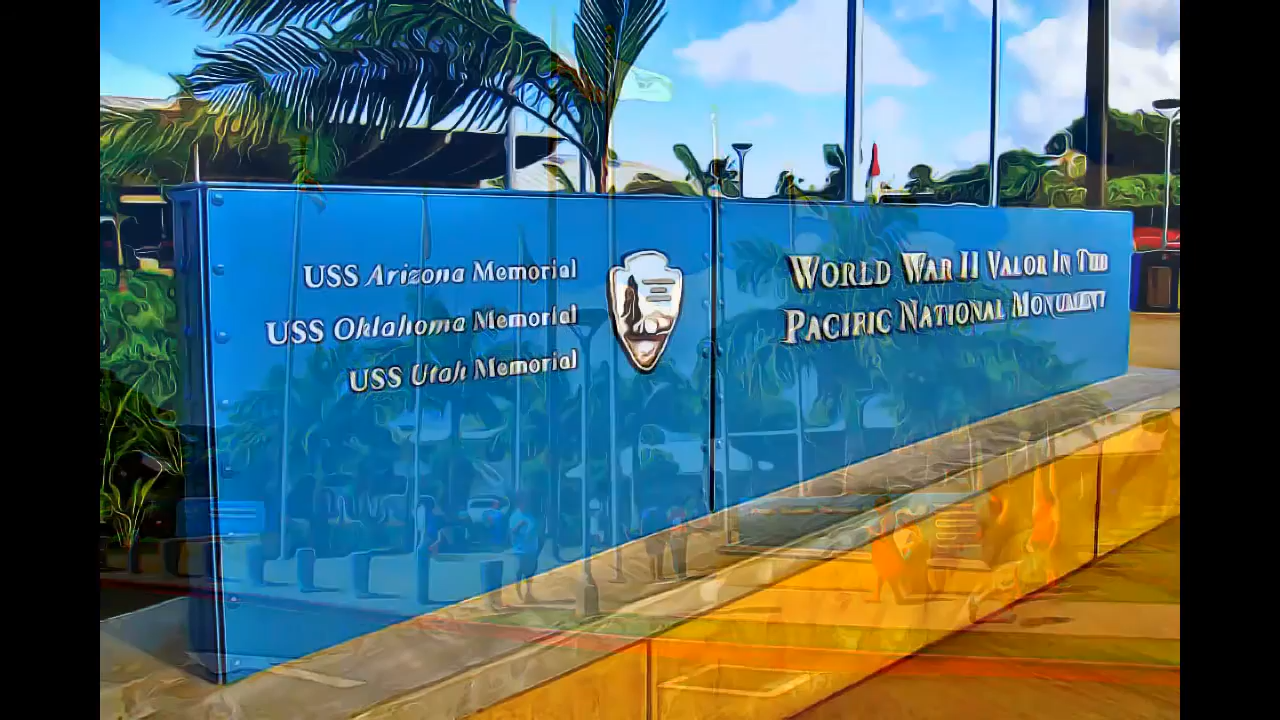 USS Arizona Memorial
USS Oklahoma Memorial
USS Utah Memorial
WORLD WAR II VALOR IN THE
PACIFIC NATIONAL MONUMENT